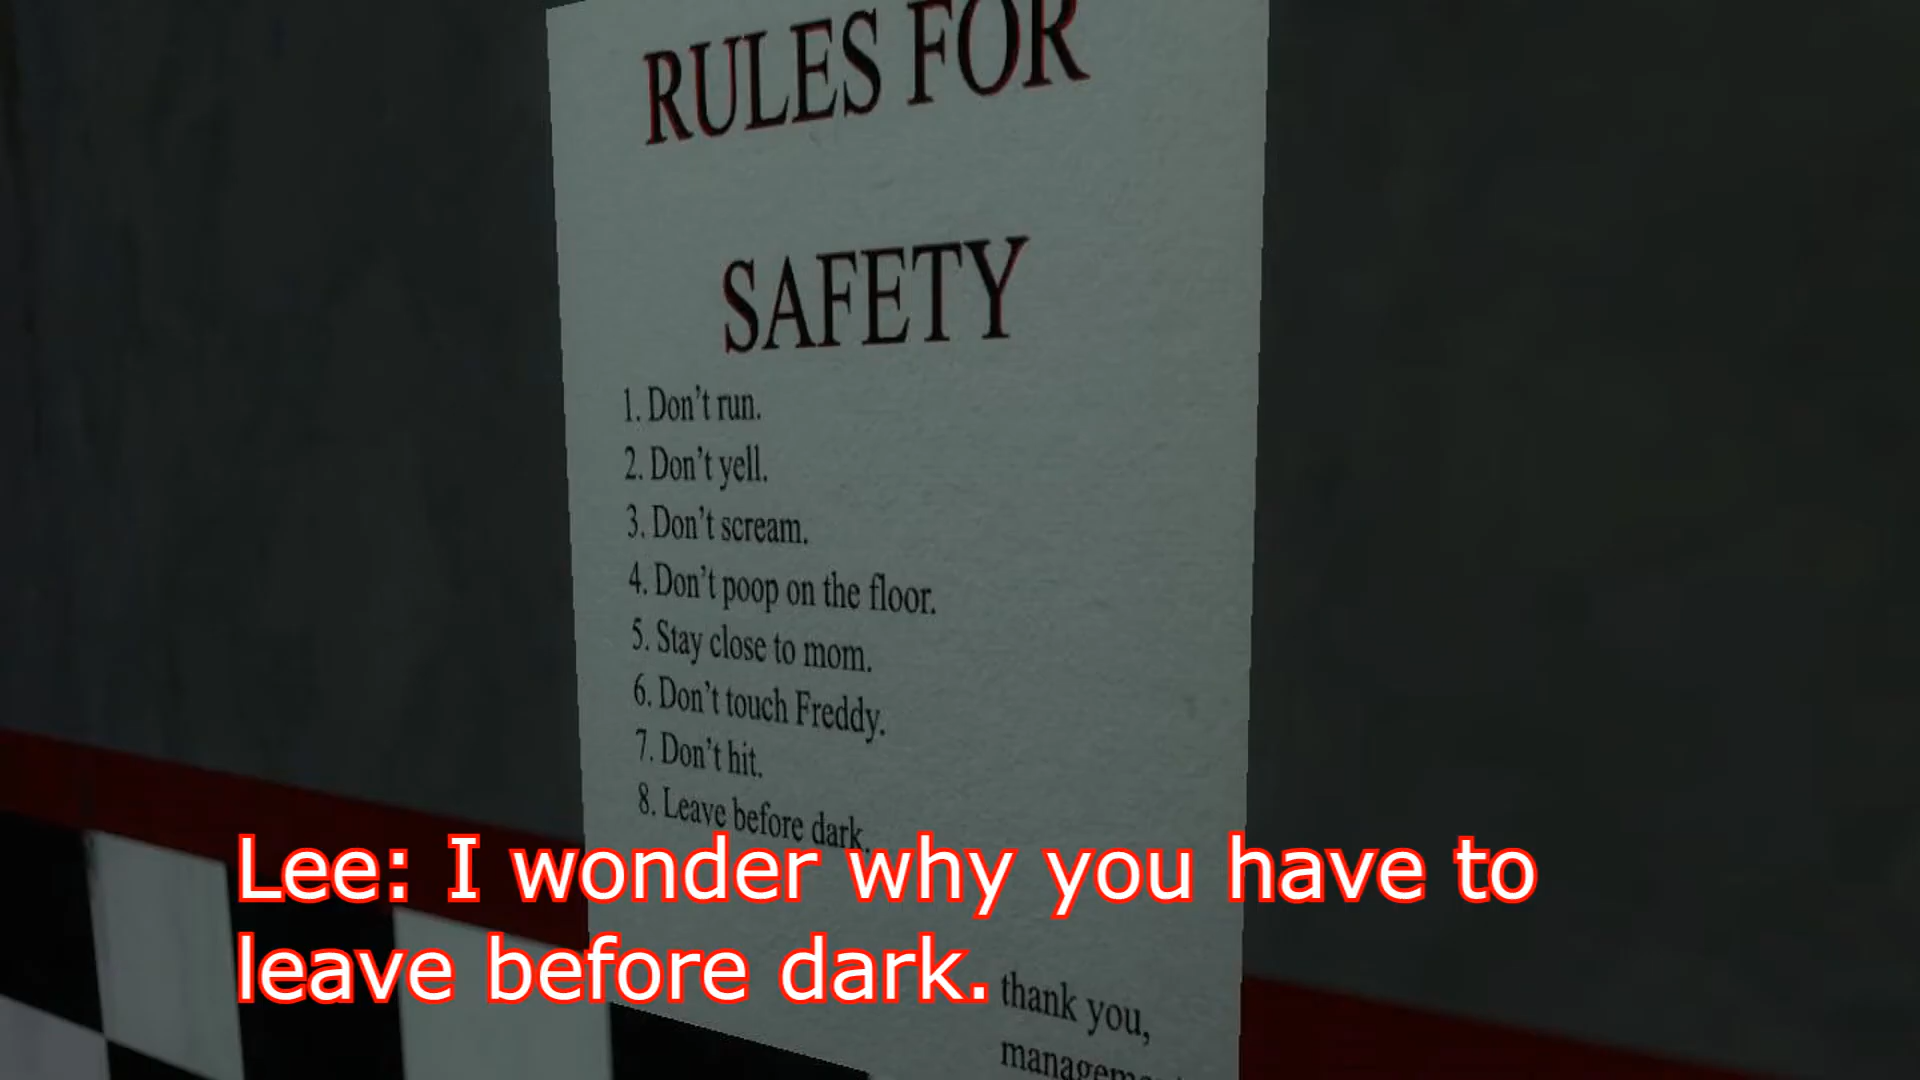 RULES FOR
SAFETY
1. Don't run.
2. Don't yell.
3. Don't scream.
4. Don't poop on the floor.
5. Stay close to mom.
6. Don't touch Freddy.
7. Don't hit.
8. Leave before dark.
Lee: I wonder why you have to
leave before dark.
thank you,